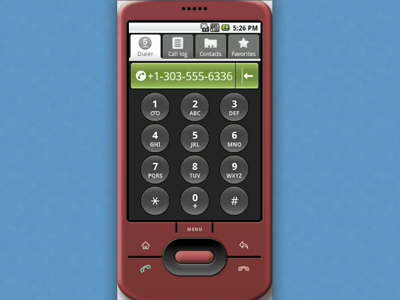 5:26 PM
Dialer Call log Contacts Favorites
+1-303-555-6336
1 2 3
ABC DEF
4 5 6
GHI JKL MNO
7 8 9
PQRS TUV WXYZ
* 0 #
+
MENU